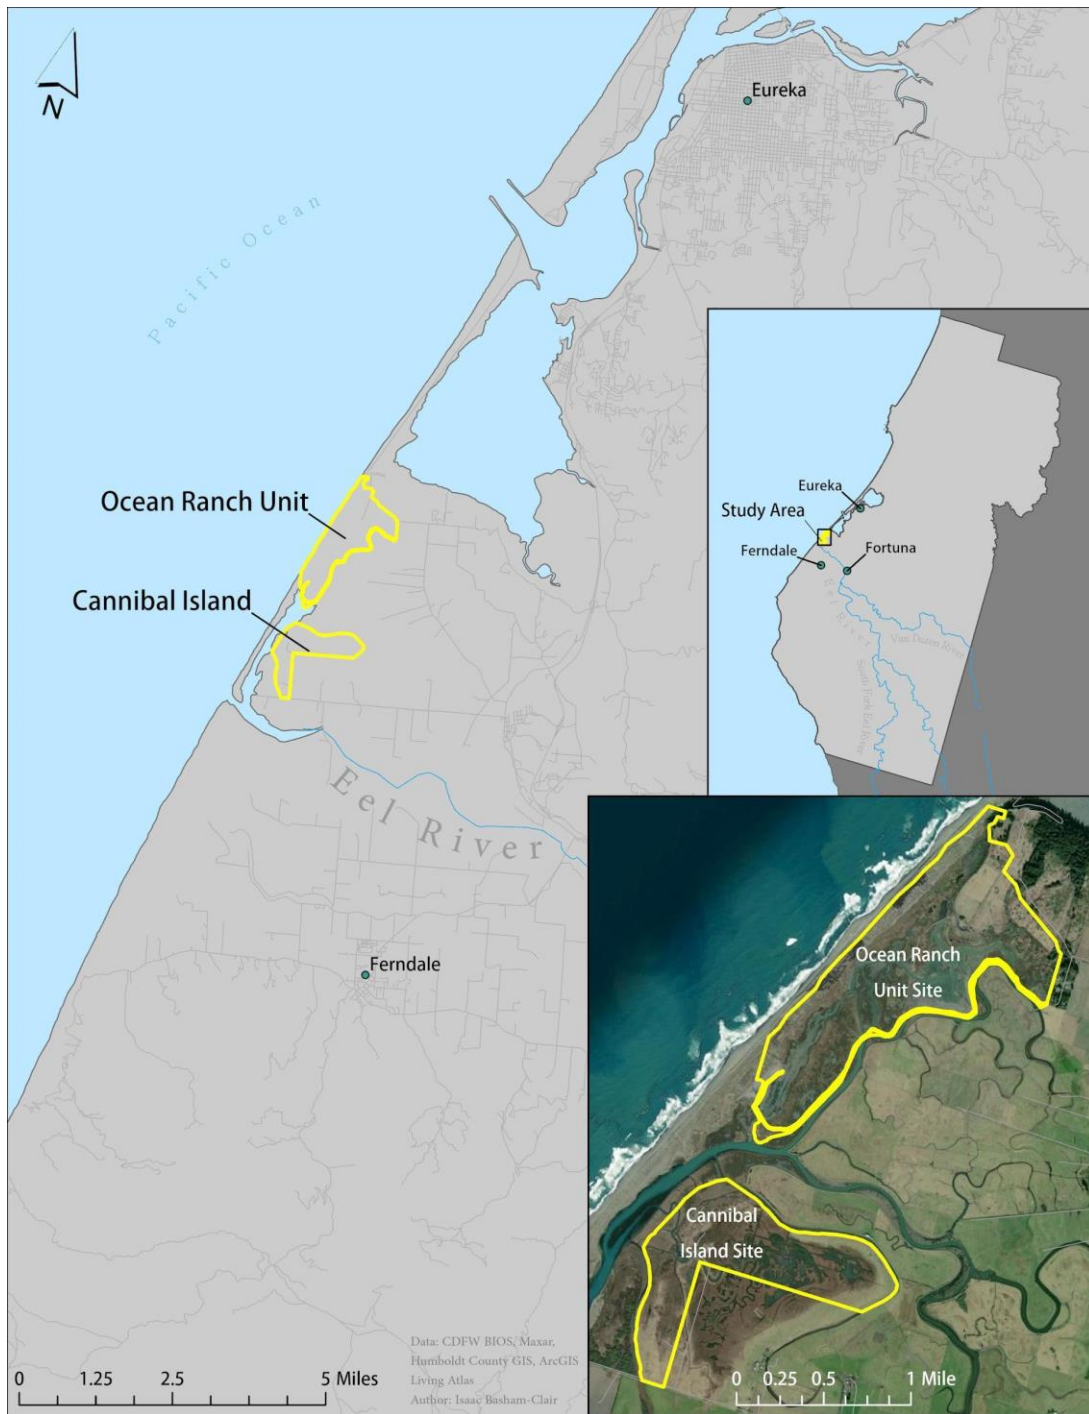 N
Eureka
Pacific Ocean
Ocean Ranch Unit
Cannibal Island
Eel River
Ferndale
Eureka
Study Area
Ferndale
Fortuna
Eel River
Van Duzen River
South Fork Eel River
Ocean Ranch
Unit Site
Cannibal
Island Site
Data: CDFW BIOS, Maxar,
Humboldt County GIS, ArcGIS
Living Atlas
Author: Isaac Basham-Clair
0 1.25 2.5 5 Miles
0 0.25 0.5 1 Mile